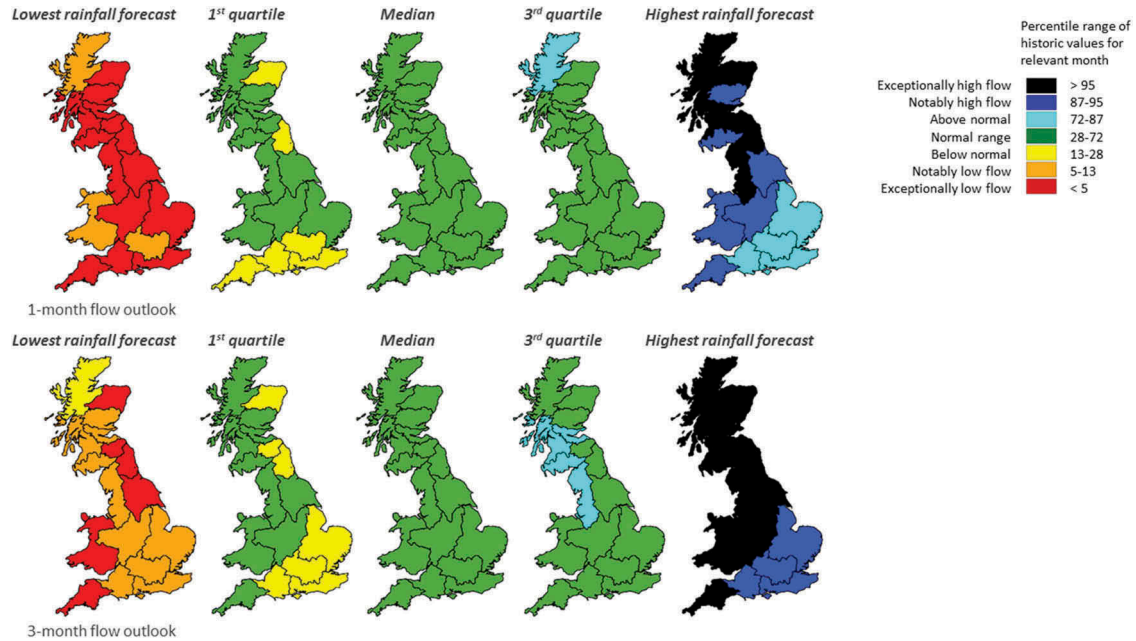 Lowest rainfall forecast 1st quartile Median 3rd quartile Highest rainfall forecast
Percentile range of
historic values for
relevant month
Exceptionally high flow > 95
Notably high flow 87-95
Above normal 72-87
Normal range 28-72
Below normal 13-28
Notably low flow 5-13
Exceptionally low flow < 5
1-month flow outlook
Lowest rainfall forecast 1st quartile Median 3rd quartile Highest rainfall forecast
3-month flow outlook